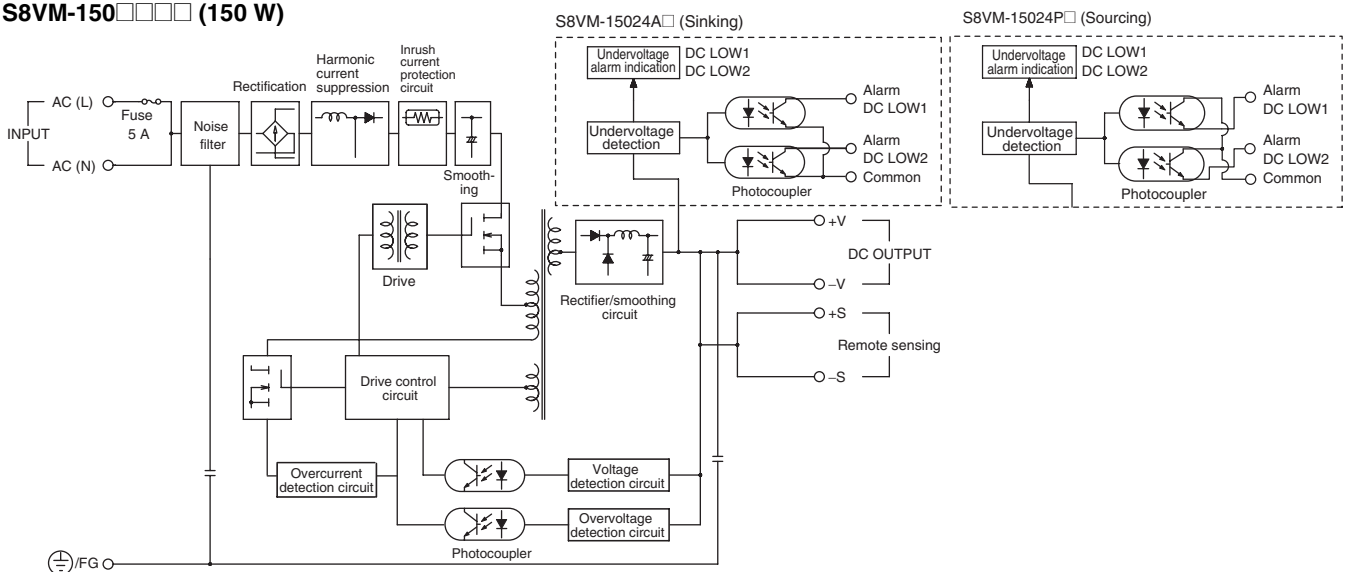 S8VM-150□□□□ (150 W)
S8VM-15024A□ (Sinking)
S8VM-15024P□ (Sourcing)
Undervoltage
alarm indication
DC LOW1
DC LOW2
Undervoltage
detection
Alarm
DC LOW1
Alarm
DC LOW2
Common
Photocoupler
Undervoltage
alarm indication
DC LOW1
DC LOW2
Undervoltage
detection
Alarm
DC LOW1
Alarm
DC LOW2
Common
Photocoupler
INPUT
AC (L)
AC (N)
Fuse
5 A
Noise
filter
Rectification
Harmonic
current
suppression
Inrush
current
protection
circuit
Smooth-
ing
Drive
Rectifier/smoothing
circuit
+V
DC OUTPUT
−V
+S
Remote sensing
−S
Drive control
circuit
Overcurrent
detection circuit
Voltage
detection circuit
Overvoltage
detection circuit
Photocoupler
/FG